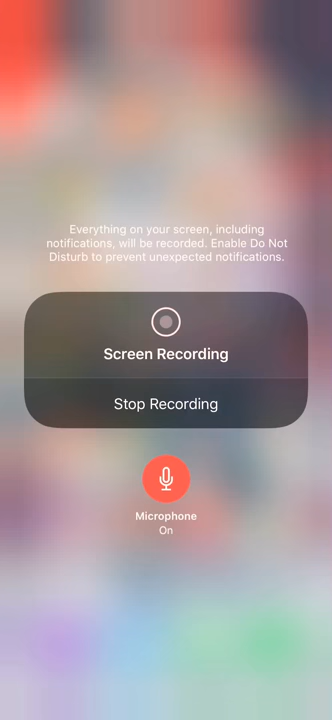 Everything on your screen, including
notifications, will be recorded. Enable Do Not
Disturb to prevent unexpected notifications.
Screen Recording
Stop Recording
Microphone
On